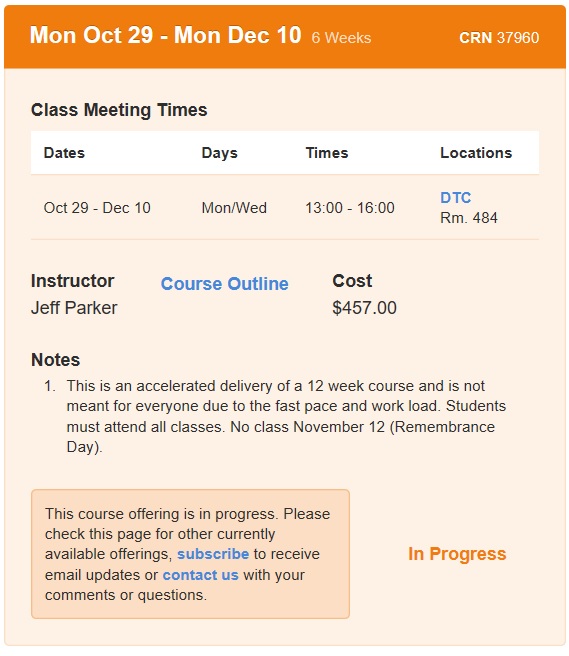 Mon Oct 29 - Mon Dec 10 6 Weeks CRN 37960
Class Meeting Times
Dates Days Times Locations
Oct 29 - Dec 10 Mon/Wed 13:00 - 16:00 DTC
Rm. 484
Instructor Course Outline Cost
Jeff Parker $457.00
Notes
1. This is an accelerated delivery of a 12 week course and is not
meant for everyone due to the fast pace and work load. Students
must attend all classes. No class November 12 (Remembrance
Day).
This course offering is in progress. Please
check this page for other currently
available offerings, subscribe to receive
email updates or contact us with your
comments or questions.
In Progress